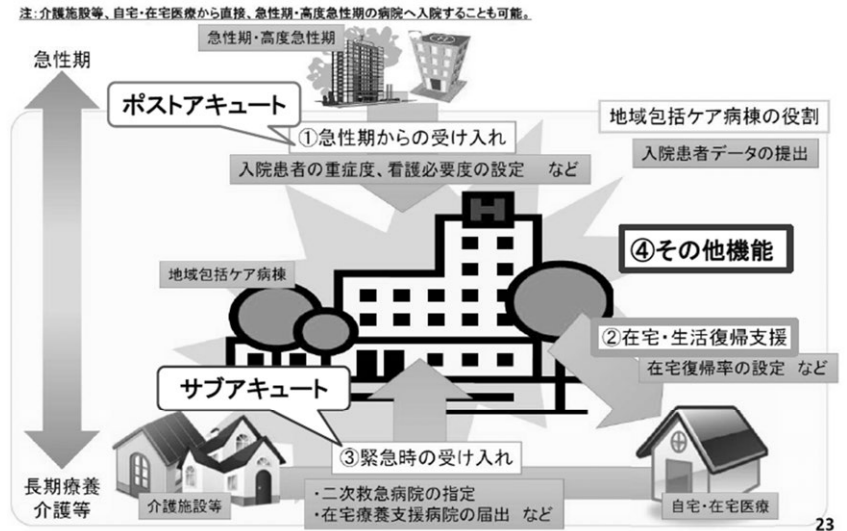 注：介護施設等、自宅・在宅医療から直接、急性期・高度急性期の病院へ入院することも可能。
急性期・高度急性期
急性期
ポストアキュート
①急性期からの受け入れ
入院患者の重症度、看護必要度の設定　など
地域包括ケア病棟の役割
入院患者データの提出
H
④その他機能
地域包括ケア病棟
②在宅・生活復帰支援
在宅復帰率の設定　など
サブアキュート
③緊急時の受け入れ
・二次救急病院の指定
・在宅療養支援病院の届出　など
長期療養
介護等
介護施設等
自宅・在宅医療
23